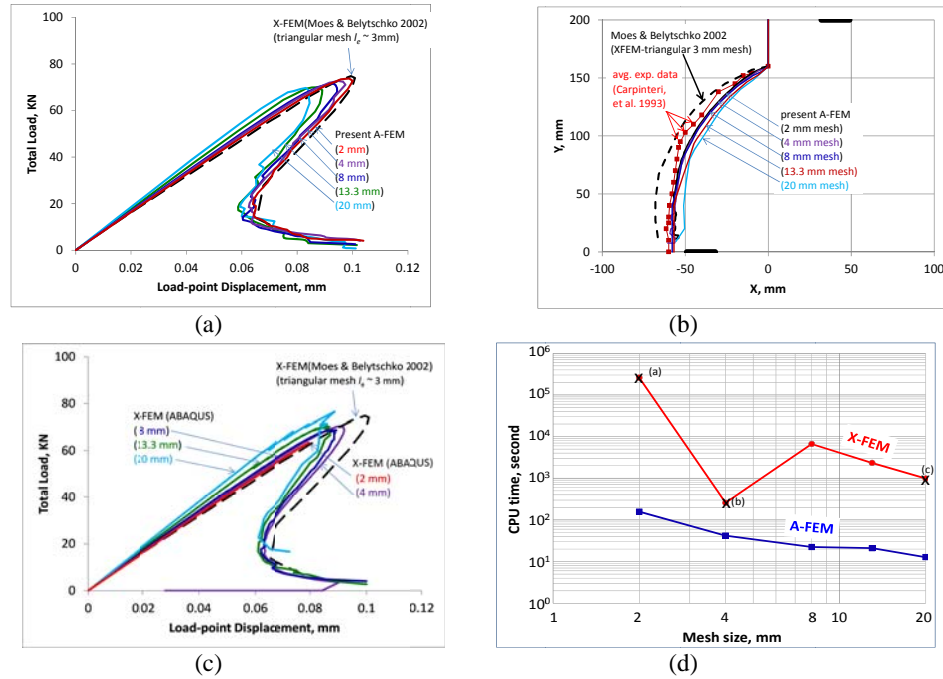 X-FEM(Moes & Belytschko 2002)
(triangular mesh le ~ 3mm)
100
80
60
40
20
0
Total Load, KN
Present A-FEM
(2 mm)
(4 mm)
(8 mm)
(13.3 mm)
(20 mm)
0 0.02 0.04 0.06 0.08 0.1 0.12
Load-point Displacement, mm
(a)
200
150
100
50
0
Y, mm
Moes & Belytschko 2002
(XFEM-triangular 3 mm mesh)
avg. exp. data
(Carpinteri,
et al. 1993)
present A-FEM
(2 mm mesh)
(4 mm mesh)
(8 mm mesh)
(13.3 mm mesh)
(20 mm mesh)
-100 -50 0 50 100
X, mm
(b)
X-FEM(Moes & Belytschko 2002)
(triangular mesh le ~ 3 mm)
100
80
60
40
20
0
Total Load, KN
X-FEM (ABAQUS)
(8 mm)
(13.3 mm)
(20 mm)
X-FEM (ABAQUS)
(2 mm)
(4 mm)
0 0.02 0.04 0.06 0.08 0.1 0.12
Load-point Displacement, mm
(c)
10^6
10^5
10^4
10^3
10^2
10^1
10^0
CPU time, second
(a)
(b)
(c)
X-FEM
A-FEM
1 2 4 8 10 20
Mesh size, mm
(d)